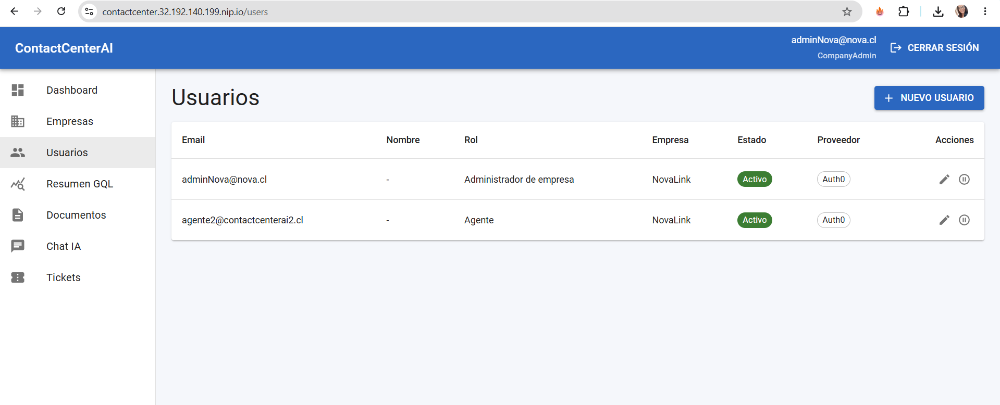 contactcenter.32.192.140.199.nip.io/users
ContactCenterAI
adminNova@nova.cl
CompanyAdmin
CERRAR SESIÓN
Dashboard
Empresas
Usuarios
Resumen GQL
Documentos
Chat IA
Tickets
Usuarios
+ NUEVO USUARIO
Email Nombre Rol Empresa Estado Proveedor Acciones
adminNova@nova.cl - Administrador de empresa NovaLink Activo Auth0
agente2@contactcenterai2.cl - Agente NovaLink Activo Auth0